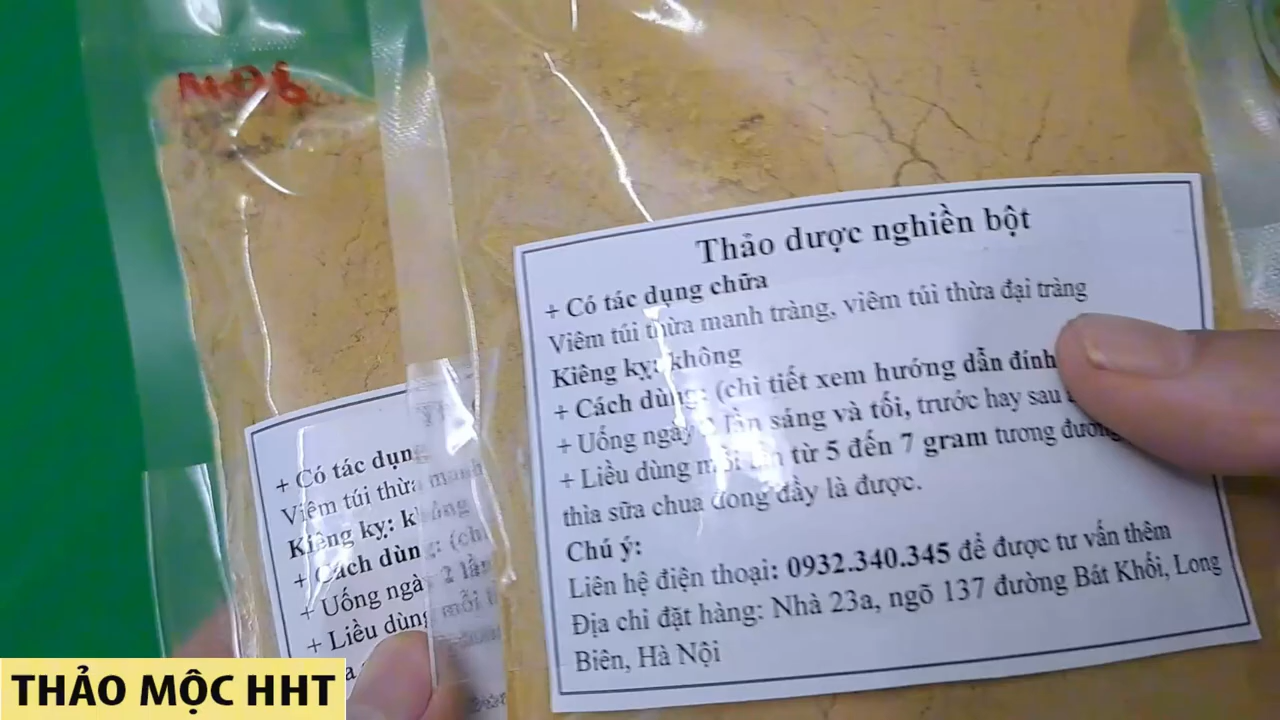 M06
Thảo dược nghiền bột
+ Có tác dụng chữa
Viêm túi thừa manh tràng, viêm túi thừa đại tràng
Kiêng kỵ: không
+ Cách dùng: (chi tiết xem hướng dẫn đính
+ Uống ngày 2 lần sáng và tối, trước hay sau
+ Liều dùng mỗi lần từ 5 đến 7 gram tương đương
thìa sữa chua đong đầy là được.
Chú ý:
Liên hệ điện thoại: 0932.340.345 để được tư vấn thêm
Địa chỉ đặt hàng: Nhà 23a, ngõ 137 đường Bát Khối, Long
Biên, Hà Nội
+ Có tác dụng
Viêm túi thừa manh
Kiêng kỵ: không
+ Cách dùng: (chi
+ Uống ngày 2 lần
+ Liều dùng mỗi
THẢO MỘC HHT